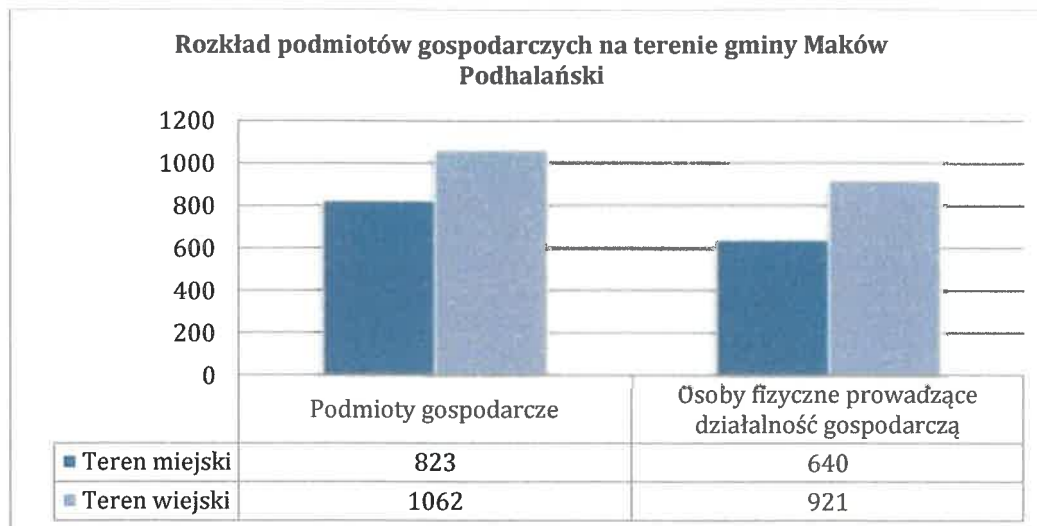 Rozkład podmiotów gospodarczych na terenie gminy Maków
Podhalański
1200
1000
800
600
400
200
0
Podmioty gospodarcze
Osoby fizyczne prowadzące
działalność gospodarczą
Teren miejski 823 640
Teren wiejski 1062 921